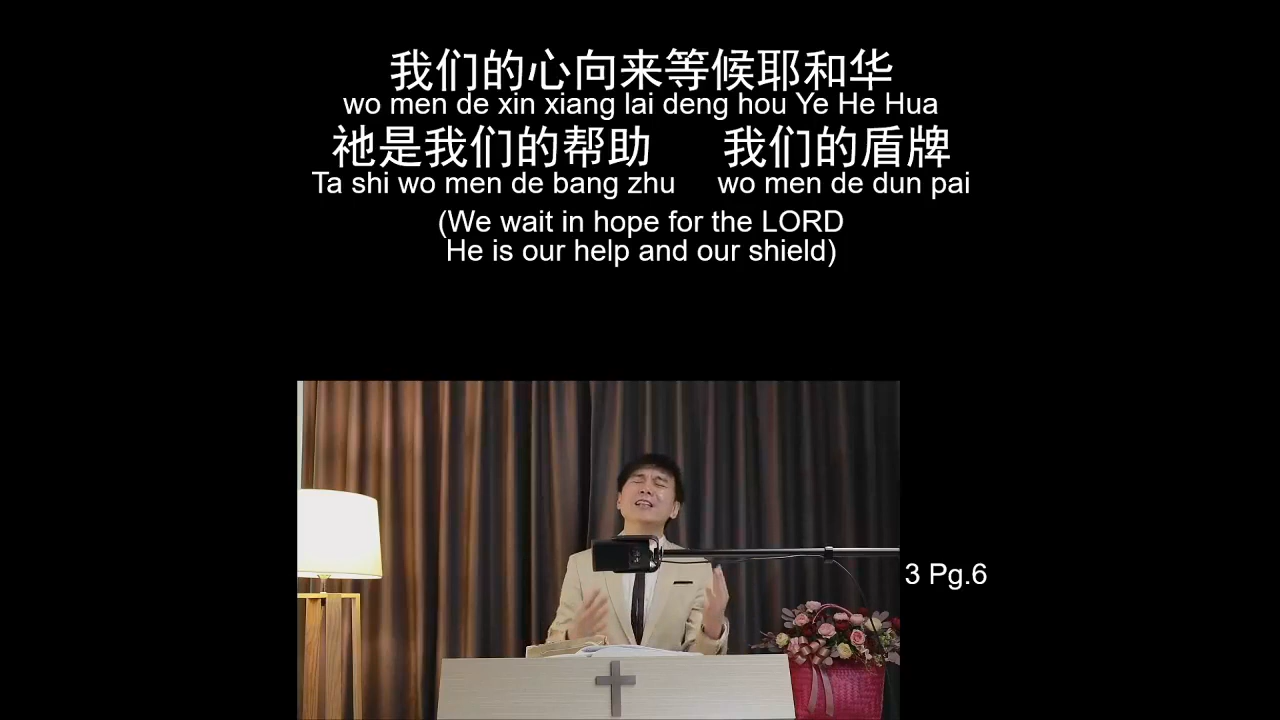 我们的心向来等候耶和华
wo men de xin xiang lai deng hou Ye He Hua
祂是我们的帮助 我们的盾牌
Ta shi wo men de bang zhu wo men de dun pai
(We wait in hope for the LORD
He is our help and our shield)
3 Pg.6